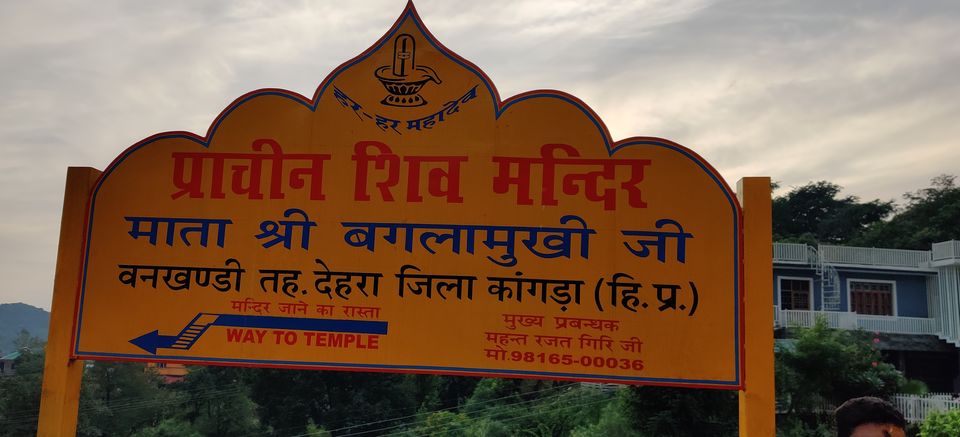 हर-हर महादेव
प्राचीन शिव मन्दिर
माता श्री बगलामुखी जी
वनखण्डी तह. देहरा जिला कांगड़ा (हि.प्र.)
मन्दिर जाने का रास्ता
WAY TO TEMPLE
मुख्य प्रबन्धक
महन्त रजत गिरि जी
मो.98165-00036